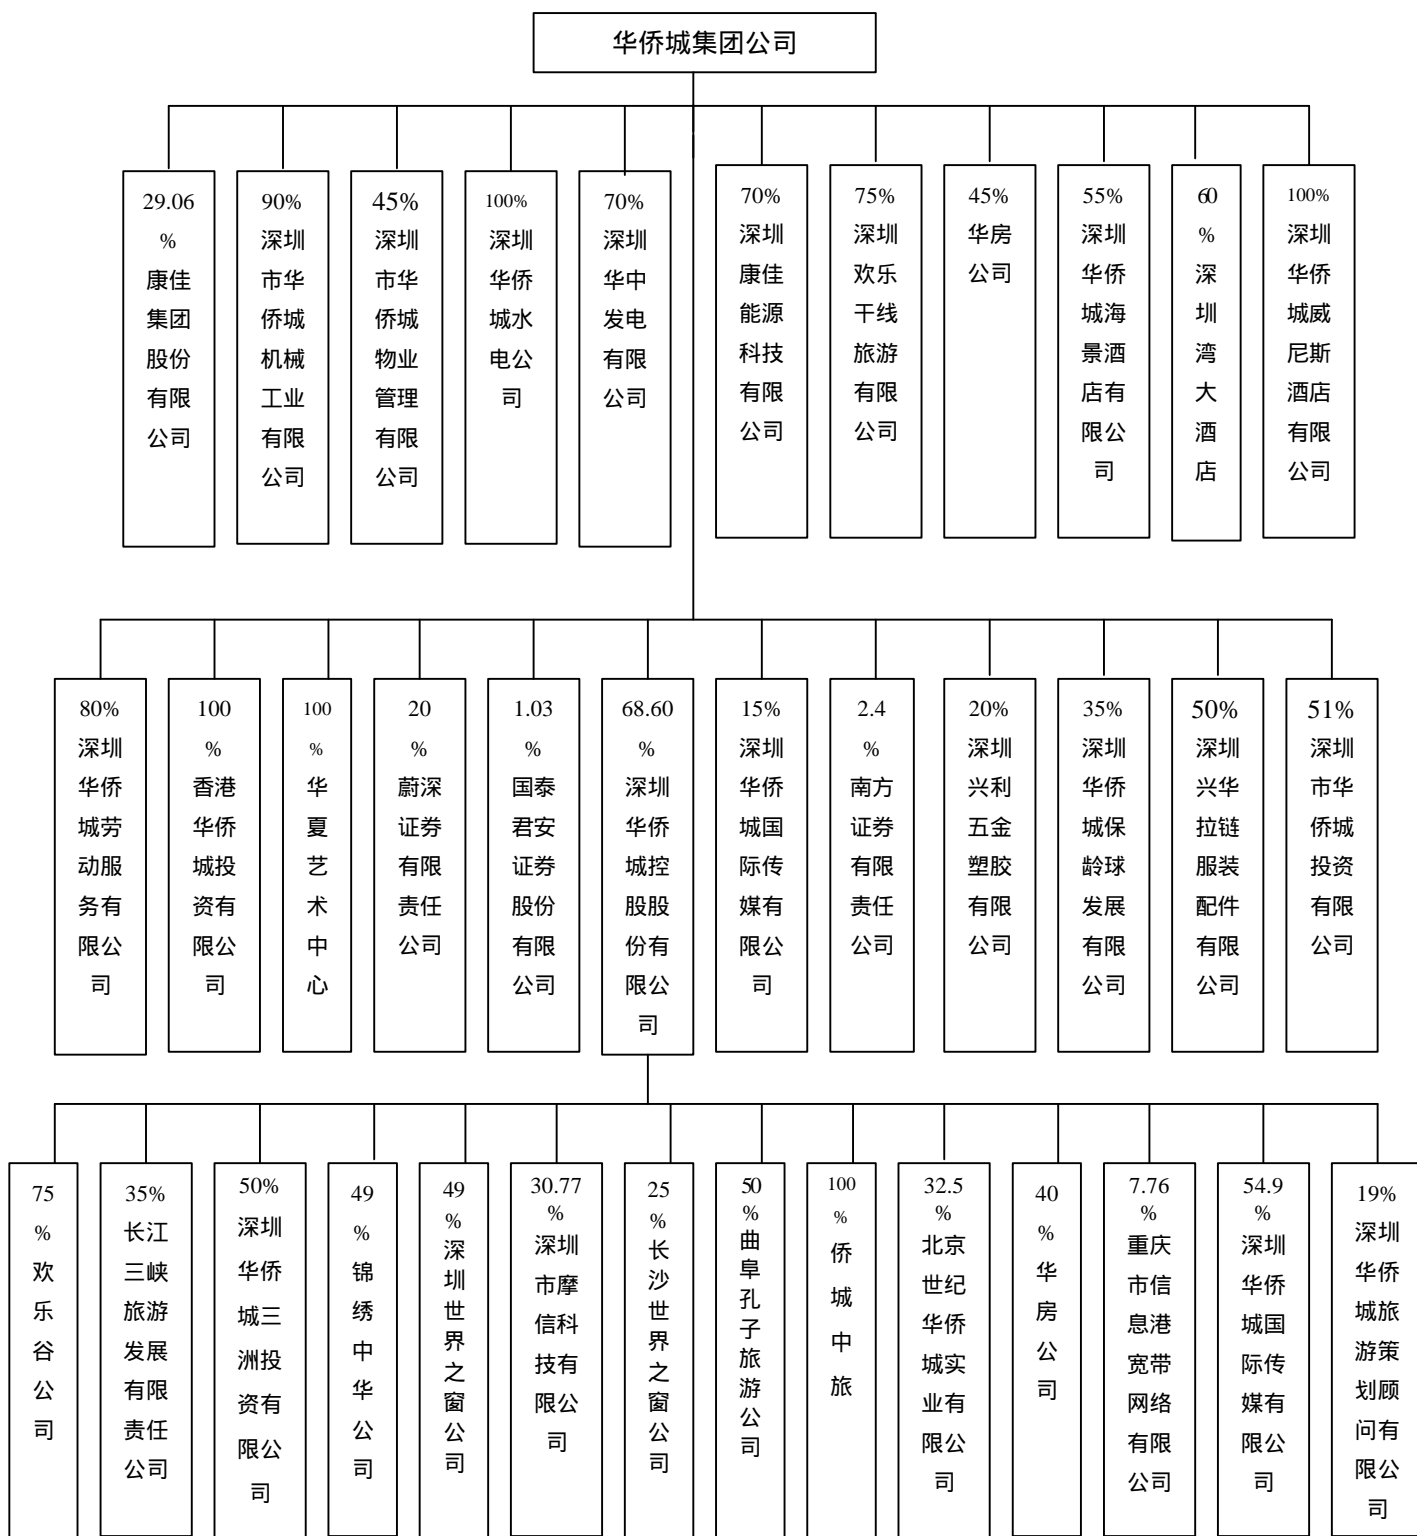 华侨城集团公司
29.06
%
康佳
集团
股份
有限
公司
90%
深圳
市华
侨城
机械
工业
有限
公司
45%
深圳
市华
侨城
物业
管理
有限
公司
100%
深圳
华侨
城水
电公
司
70%
深圳
华中
发电
有限
公司
70%
深圳
康佳
能源
科技
有限
公司
75%
深圳
欢乐
干线
旅游
有限
公司
45%
华房
公司
55%
深圳
华侨
城海
景酒
店有
限公
司
60
%
深
圳
湾
大
酒
店
100%
深圳
华侨
城威
尼斯
酒店
有限
公司
80%
深圳
华侨
城劳
动服
务有
限公
司
100
%
香港
华侨
城投
资有
限公
司
100
%
华
夏
艺
术
中
心
20
%
蔚深
证券
有限
责任
公司
1.03
%
国泰
君安
证券
股份
有限
公司
68.60
%
深圳
华侨
城控
股股
份有
限公
司
15%
深圳
华侨
城国
际传
媒有
限公
司
2.4
%
南方
证券
有限
责任
公司
20%
深圳
兴利
五金
塑胶
有限
公司
35%
深圳
华侨
城保
龄球
发展
有限
公司
50%
深圳
兴华
拉链
服装
配件
有限
公司
51%
深圳
市华
侨城
投资
有限
公司
75
%
欢
乐
谷
公
司
35%
长江
三峡
旅游
发展
有限
责任
公司
50%
深圳
华侨
城三
洲投
资有
限公
司
49
%
锦
绣
中
华
公
司
49
%
深
圳
世
界
之
窗
公
司
30.77
%
深圳
市摩
信科
技有
限公
司
25
%
长
沙
世
界
之
窗
公
司
50
%
曲
阜
孔
子
旅
游
公
司
100
%
侨
城
中
旅
32.5
%
北京
世纪
华侨
城实
业有
限公
司
40
%
华
房
公
司
7.76
%
重庆
市信
息港
宽带
网络
有限
公司
54.9
%
深圳
华侨
城国
际传
媒有
限公
司
19%
深圳
华侨
城旅
游策
划顾
问有
限公
司